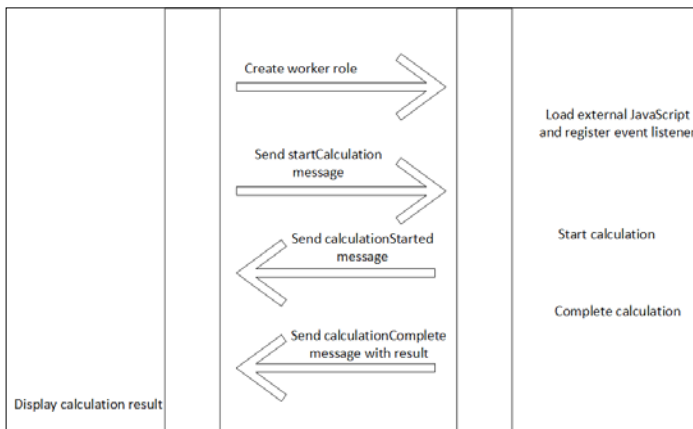 Create worker role
Load external JavaScript
and register event listener
Send startCalculation
message
Start calculation
Send calculationStarted
message
Complete calculation
Send calculationComplete
message with result
Display calculation result